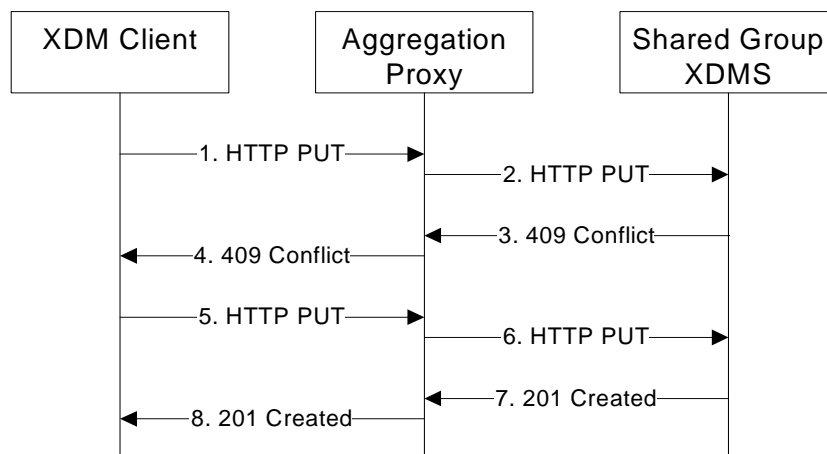 XDM Client
Aggregation
Proxy
Shared Group
XDMS
1. HTTP PUT
2. HTTP PUT
3. 409 Conflict
4. 409 Conflict
5. HTTP PUT
6. HTTP PUT
7. 201 Created
8. 201 Created